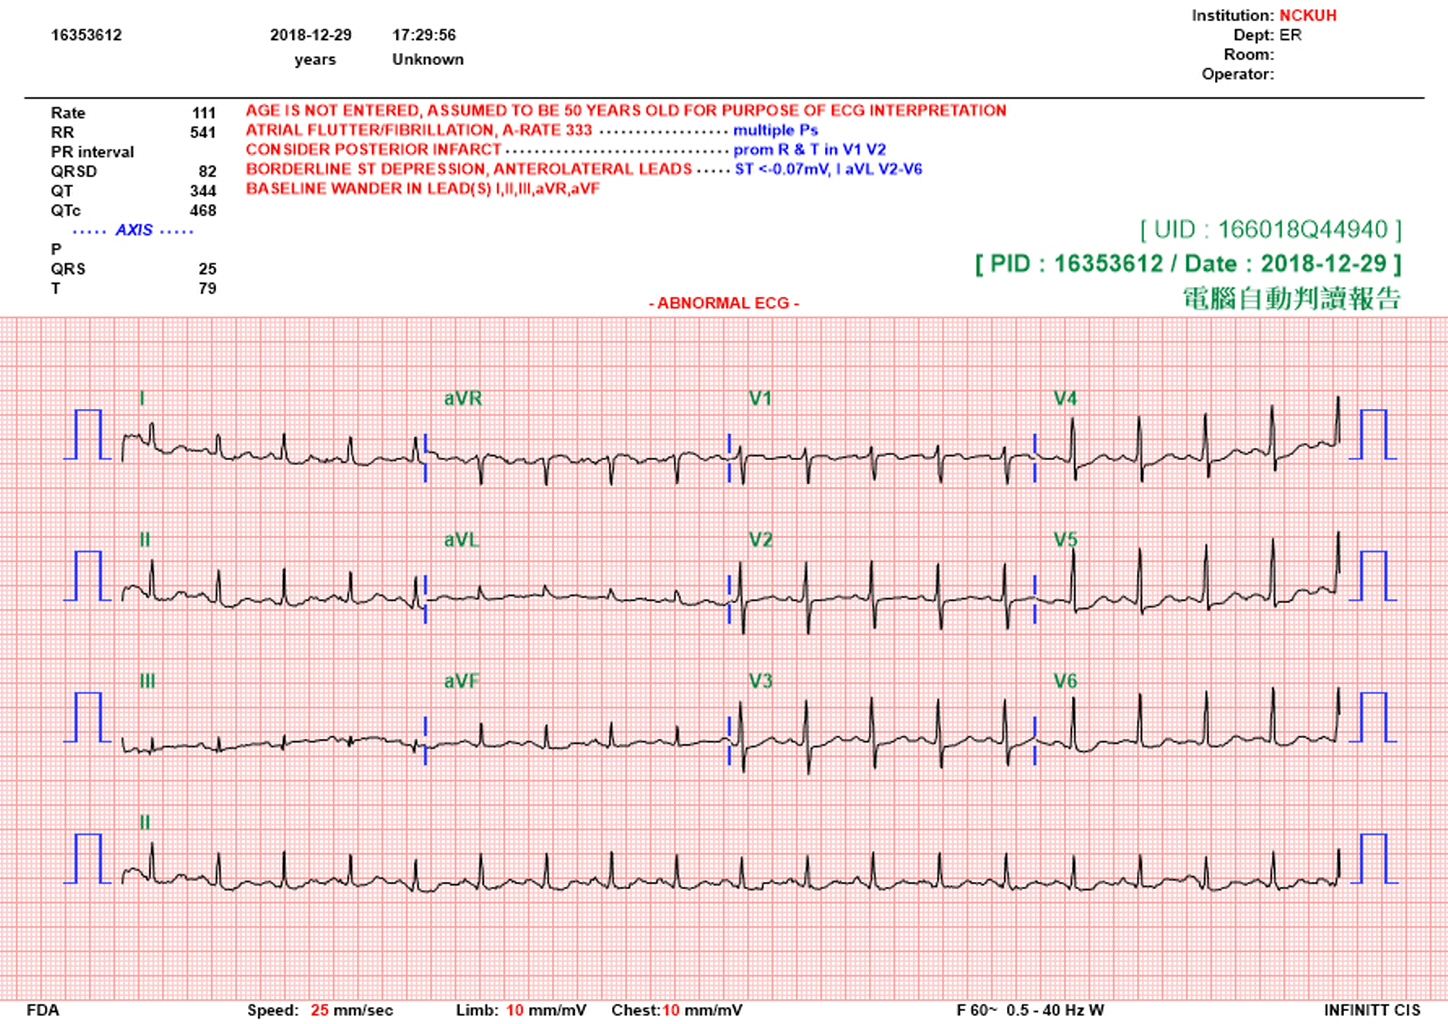 Institution: NCKUH
16353612 2018-12-29 17:29:56 Dept: ER
years Unknown Room:
Operator:
Rate 111 AGE IS NOT ENTERED, ASSUMED TO BE 50 YEARS OLD FOR PURPOSE OF ECG INTERPRETATION
RR 541 ATRIAL FLUTTER/FIBRILLATION, A-RATE 333 ················· multiple Ps
PR interval CONSIDER POSTERIOR INFARCT ····························· prom R & T in V1 V2
QRSD 82 BORDERLINE ST DEPRESSION, ANTEROLATERAL LEADS ····· ST <-0.07mV, I aVL V2-V6
QT 344 BASELINE WANDER IN LEAD(S) I,II,III,aVR,aVF
QTc 468
····· AXIS ·····
P
QRS 25
T 79
[ UID : 166018Q44940 ]
[ PID : 16353612 / Date : 2018-12-29 ]
電腦自動判讀報告
- ABNORMAL ECG -
I aVR V1 V4
II aVL V2 V5
III aVF V3 V6
II
FDA Speed: 25 mm/sec Limb: 10 mm/mV Chest:10 mm/mV F 60~ 0.5 - 40 Hz W INFINITT CIS